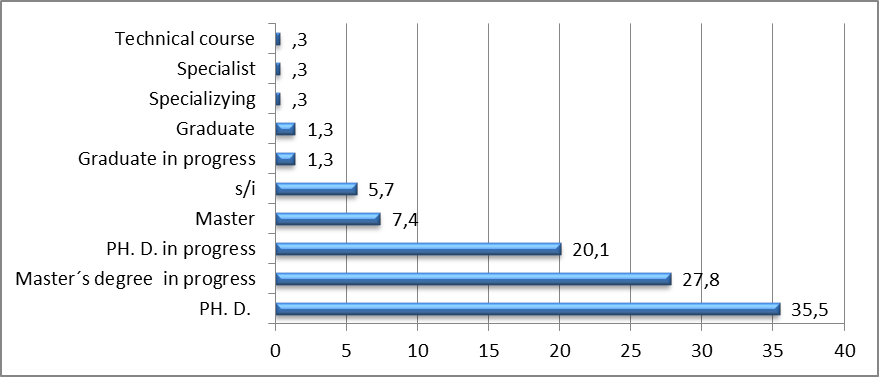 Technical course ,3
Specialist ,3
Specializying ,3
Graduate 1,3
Graduate in progress 1,3
s/i 5,7
Master 7,4
PH. D. in progress 20,1
Master´s degree  in progress 27,8
PH. D. 35,5
0 5 10 15 20 25 30 35 40